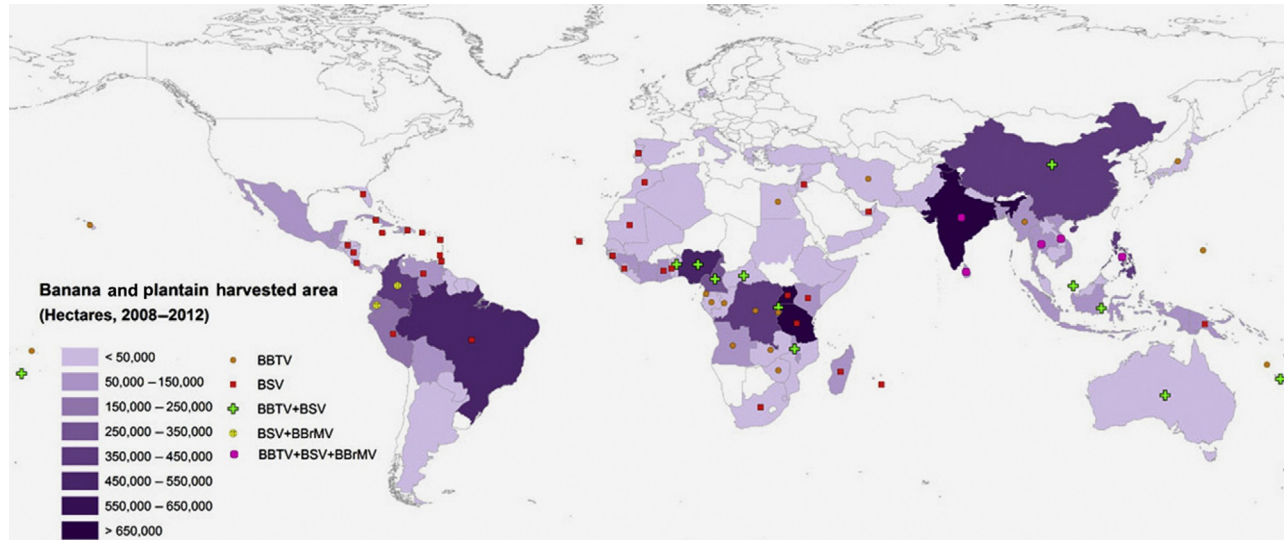 Banana and plantain harvested area
(Hectares, 2008–2012)
< 50,000
50,000 – 150,000
150,000 – 250,000
250,000 – 350,000
350,000 – 450,000
450,000 – 550,000
550,000 – 650,000
> 650,000
BBTV
BSV
BBTV+BSV
BSV+BBrMV
BBTV+BSV+BBrMV